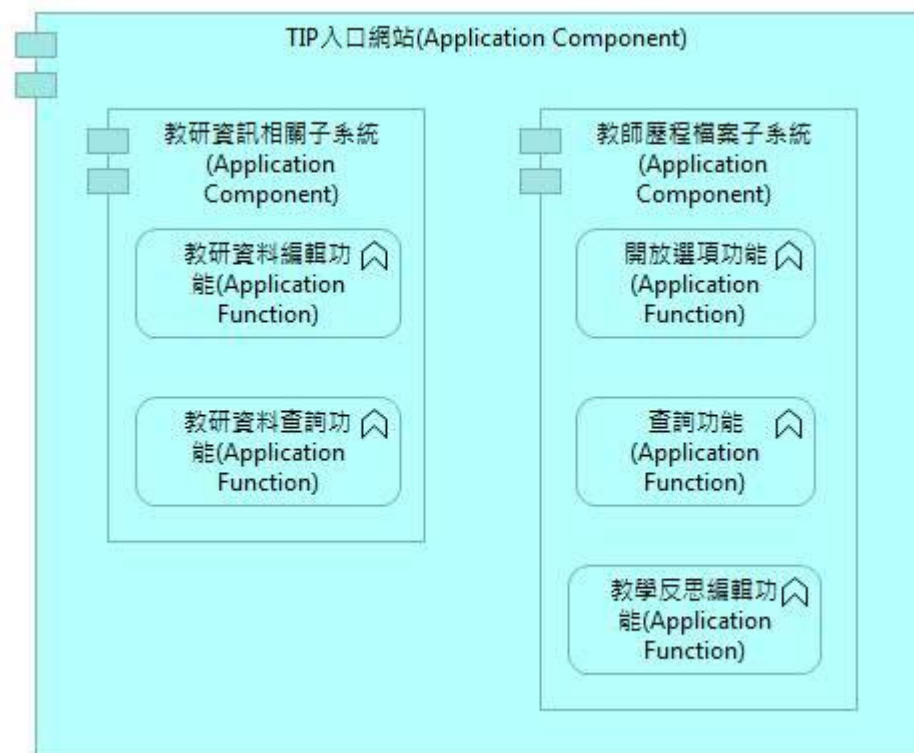 TIP入口網站(Application Component)
教研資訊相關子系統
(Application
Component)
教研資料編輯功
能(Application
Function)
教研資料查詢功
能(Application
Function)
教師歷程檔案子系統
(Application
Component)
開放選項功能
(Application
Function)
查詢功能
(Application
Function)
教學反思編輯功
能(Application
Function)